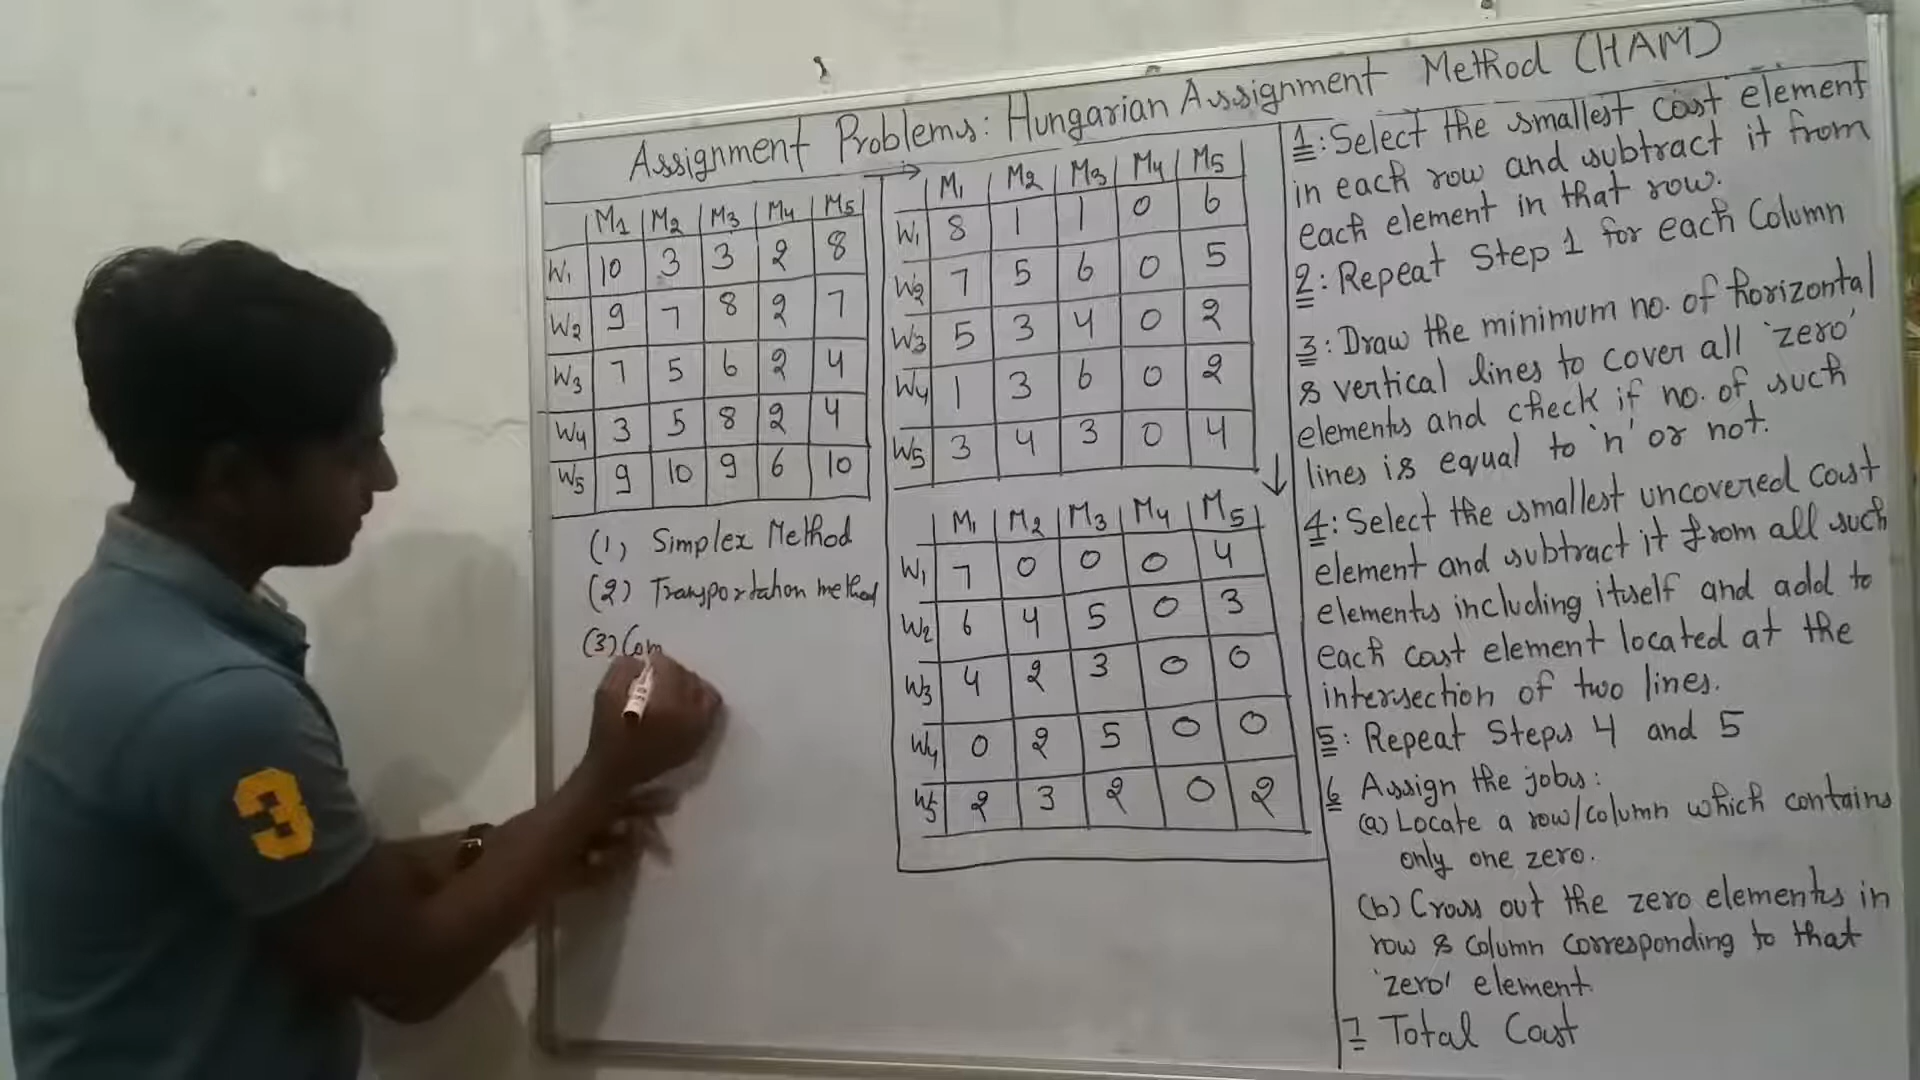 Assignment Problems: Hungarian Assignment Method (HAM)
M1 M2 M3 M4 M5
W1 10 3 3 2 8
W2 9 7 8 2 7
W3 7 5 6 2 4
W4 3 5 8 2 4
W5 9 10 9 6 10
(1) Simplex Method
(2) Transportation method
(3) Com
M1 M2 M3 M4 M5
W1 8 1 1 0 6
W2 7 5 6 0 5
W3 5 3 4 0 2
W4 1 3 6 0 2
W5 3 4 3 0 4
M1 M2 M3 M4 M5
W1 7 0 0 0 4
W2 6 4 5 0 3
W3 4 2 3 0 0
W4 0 2 5 0 0
W5 2 3 2 0 2
1: Select the smallest cost element
in each row and subtract it from
each element in that row.
2: Repeat Step 1 for each Column
3: Draw the minimum no. of horizontal
& vertical lines to cover all 'zero'
elements and check if no. of such
lines is equal to 'n' or not.
4: Select the smallest uncovered cost
element and subtract it from all such
elements including itself and add to
each cost element located at the
intersection of two lines.
5: Repeat Steps 4 and 5
6 Assign the jobs:
(a) Locate a row/column which contains
only one zero.
(b) Cross out the zero elements in
row & column corresponding to that
'zero' element.
7 Total Cost
3